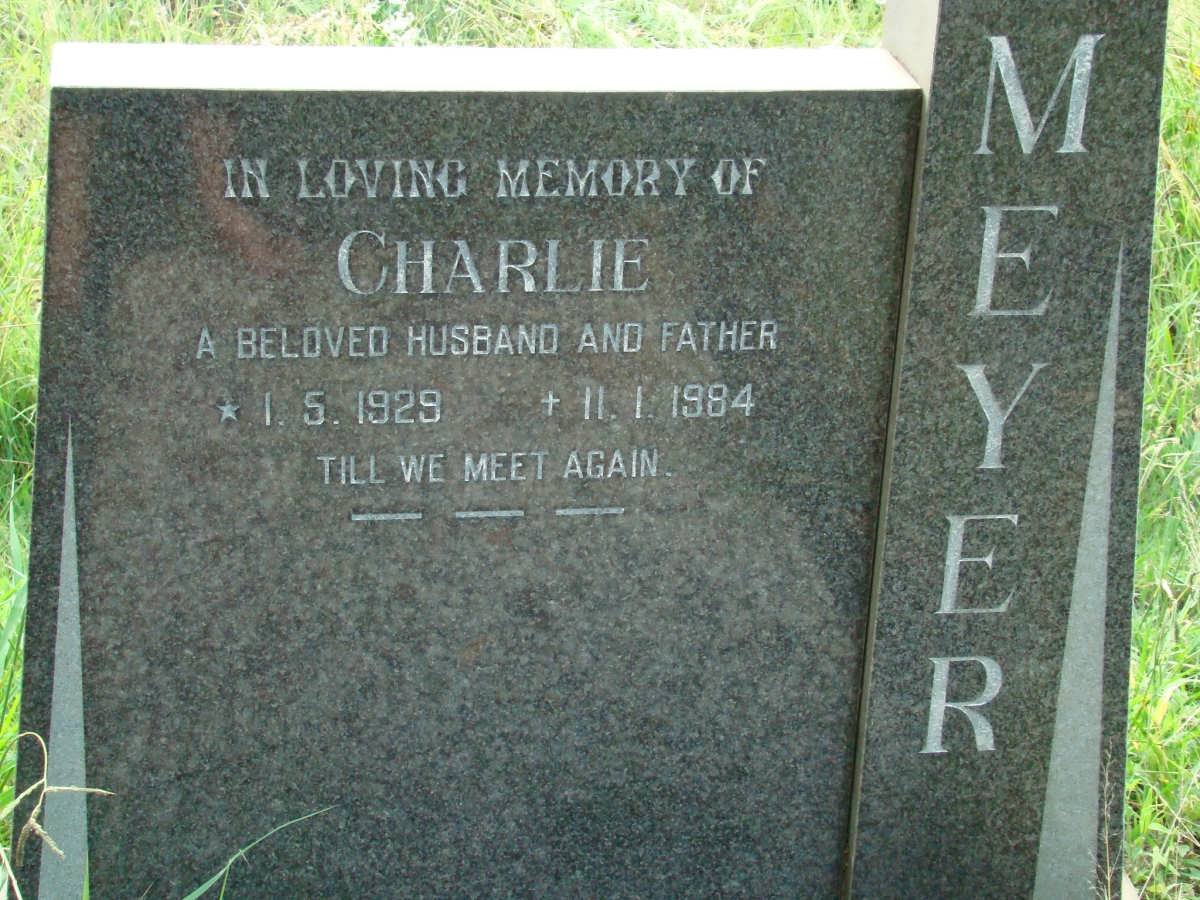 IN LOVING MEMORY OF
CHARLIE
A BELOVED HUSBAND AND FATHER
★ 1. 5. 1929 + 11. 1. 1984
TILL WE MEET AGAIN.
MEYER